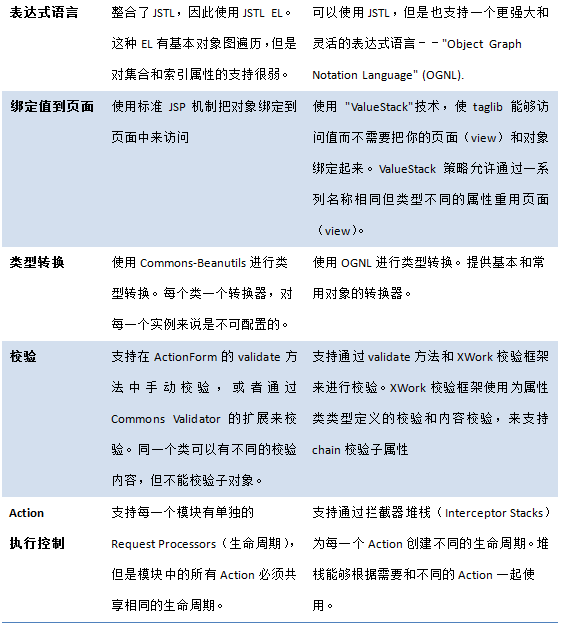 表达式语言
整合了JSTL，因此使用JSTL EL。
这种 EL 有基本对象图遍历，但是
对集合和索引属性的支持很弱。
可以使用JSTL，但是也支持一个更强大和
灵活的表达式语言－－"Object Graph
Notation Language" (OGNL).
绑定值到页面
使用标准 JSP 机制把对象绑定到
页面中来访问
使用 "ValueStack"技术，使 taglib 能够访
问值而不需要把你的页面（view）和对象
绑定起来。ValueStack 策略允许通过一系
列名称相同但类型不同的属性重用页面
（view）。
类型转换
使用 Commons-Beanutils 进行类
型转换。每个类一个转换器，对
每一个实例来说是不可配置的。
使用 OGNL 进行类型转换。提供基本和常
用对象的转换器。
校验
支持在 ActionForm 的 validate 方
法中手动校验，或者通过
Commons Validator 的扩展来校
验。同一个类可以有不同的校验
内容，但不能校验子对象。
支持通过 validate 方法和 XWork 校验框架
来进行校验。XWork 校验框架使用为属性
类类型定义的校验和内容校验，来支持
chain 校验子属性
Action
执行控制
支持每一个模块有单独的
Request Processors（生命周期），
但是模块中的所有 Action 必须共
享相同的生命周期。
支持通过拦截器堆栈（Interceptor Stacks）
为每一个 Action 创建不同的生命周期。堆
栈能够根据需要和不同的 Action 一起使
用。